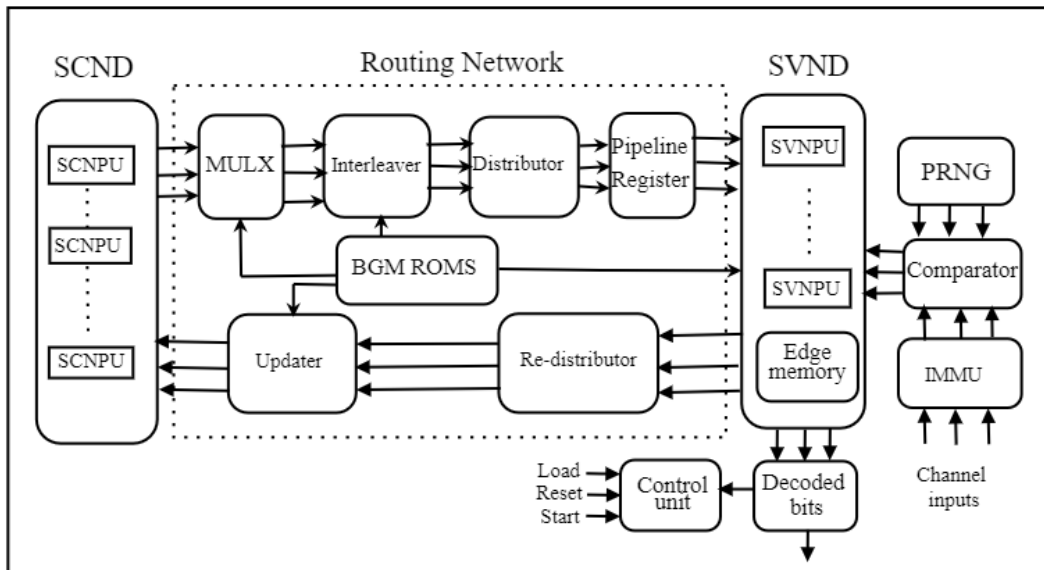 SCND
Routing Network
SVND
SCNPU
SCNPU
SCNPU
MULX
Interleaver
Distributor
Pipeline
Register
BGM ROMS
Updater
Re-distributor
SVNPU
SVNPU
Edge
memory
PRNG
Comparator
IMMU
Channel
inputs
Load
Reset
Start
Control
unit
Decoded
bits